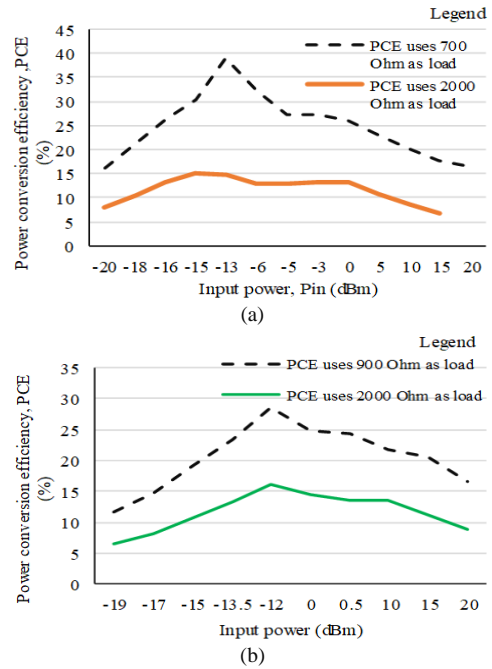 Legend
PCE uses 700
Ohm as load
PCE uses 2000
Ohm as load
Power conversion efficiency ,PCE
(%)
45
40
35
30
25
20
15
10
5
0
-20 -18 -16 -15 -13 -6 -5 -3 0 5 10 15 20
Input power, Pin (dBm)
(a)
Legend
PCE uses 900 Ohm as load
PCE uses 2000 Ohm as load
Power conversion efficiency, PCE
(%)
35
30
25
20
15
10
5
0
-19 -17 -15 -13.5 -12 0 0.5 10 15 20
Input power (dBm)
(b)